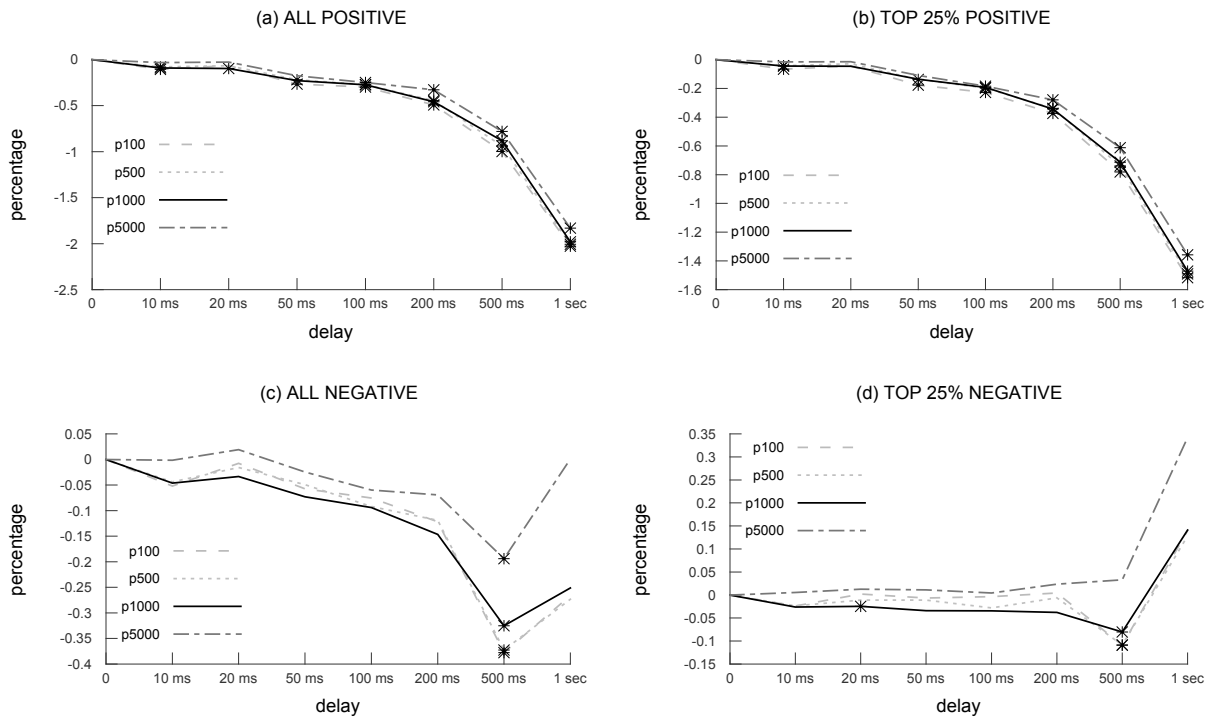 (a) ALL POSITIVE
0
-0.5
-1
-1.5
-2
-2.5
percentage
p100
p500
p1000
p5000
0 10 ms 20 ms 50 ms 100 ms 200 ms 500 ms 1 sec
delay
(b) TOP 25% POSITIVE
0
-0.2
-0.4
-0.6
-0.8
-1
-1.2
-1.4
-1.6
percentage
p100
p500
p1000
p5000
0 10 ms 20 ms 50 ms 100 ms 200 ms 500 ms 1 sec
delay
(c) ALL NEGATIVE
0.05
0
-0.05
-0.1
-0.15
-0.2
-0.25
-0.3
-0.35
-0.4
percentage
p100
p500
p1000
p5000
0 10 ms 20 ms 50 ms 100 ms 200 ms 500 ms 1 sec
delay
(d) TOP 25% NEGATIVE
0.35
0.35
0.25
0.2
0.15
0.1
0.05
0
-0.05
-0.1
-0.15
percentage
p100
p500
p1000
p5000
0 10 ms 20 ms 50 ms 100 ms 200 ms 500 ms 1 sec
delay